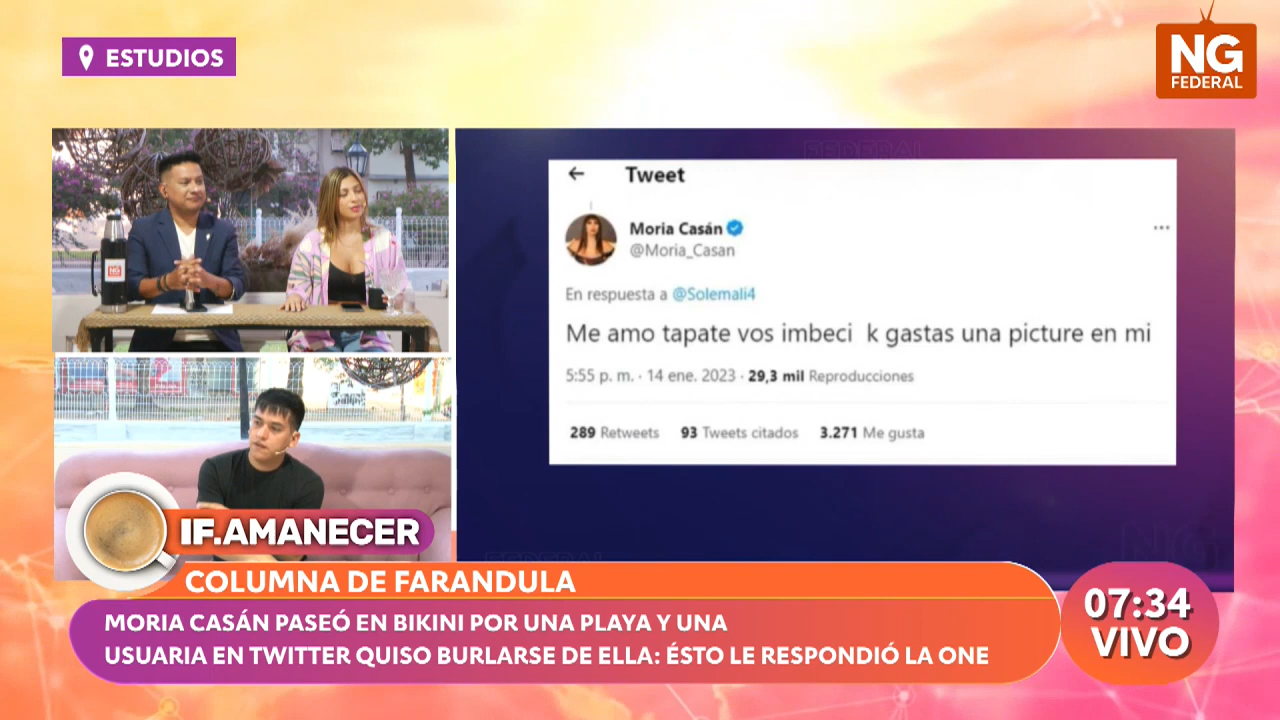 ESTUDIOS
NG
FEDERAL
NG
Tweet
Moria Casán
@Moria_Casan
En respuesta a @Solemali4
Me amo tapate vos imbeci k gastas una picture en mi
5:55 p. m. · 14 ene. 2023 · 29,3 mil Reproducciones
289 Retweets 93 Tweets citados 3.271 Me gusta
IF.AMANECER
COLUMNA DE FARANDULA
MORIA CASÁN PASEÓ EN BIKINI POR UNA PLAYA Y UNA
USUARIA EN TWITTER QUISO BURLARSE DE ELLA: ÉSTO LE RESPONDIÓ LA ONE
07:34
VIVO